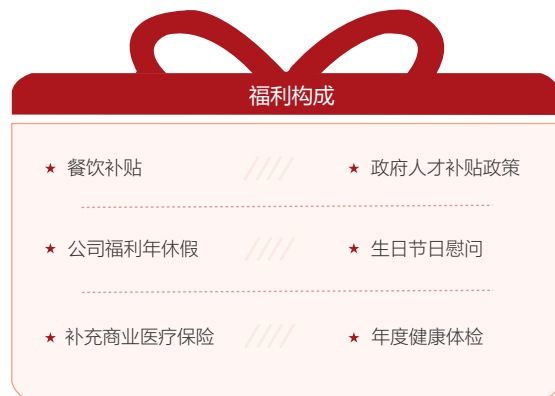 福利构成
餐饮补贴
政府人才补贴政策
公司福利年休假
生日节日慰问
补充商业医疗保险
年度健康体检